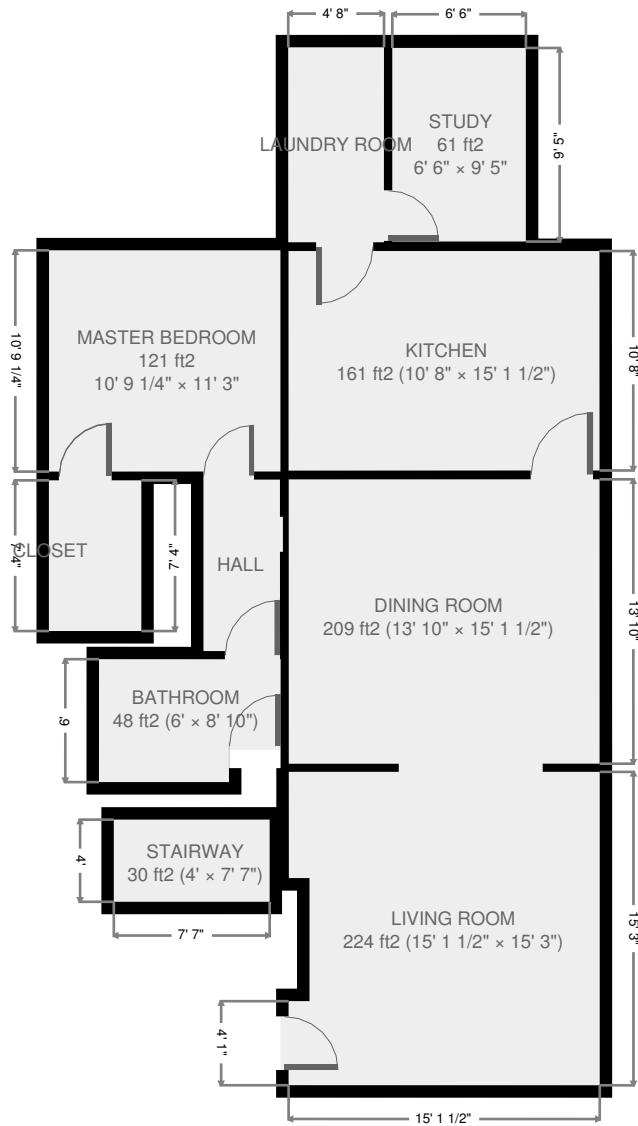 4' 8"
6' 6"
STUDY
61 ft2
6' 6" × 9' 5"
9' 5"
LAUNDRY ROOM
10' 9 1/4"
MASTER BEDROOM
121 ft2
10' 9 1/4" × 11' 3"
KITCHEN
161 ft2 (10' 8" × 15' 1 1/2")
10' 8"
7' 4"
CLOSET
7' 4"
HALL
DINING ROOM
209 ft2 (13' 10" × 15' 1 1/2")
13' 10"
6'
BATHROOM
48 ft2 (6' × 8' 10")
4'
STAIRWAY
30 ft2 (4' × 7' 7")
7' 7"
LIVING ROOM
224 ft2 (15' 1 1/2" × 15' 3")
15' 3"
4' 1"
15' 1 1/2"